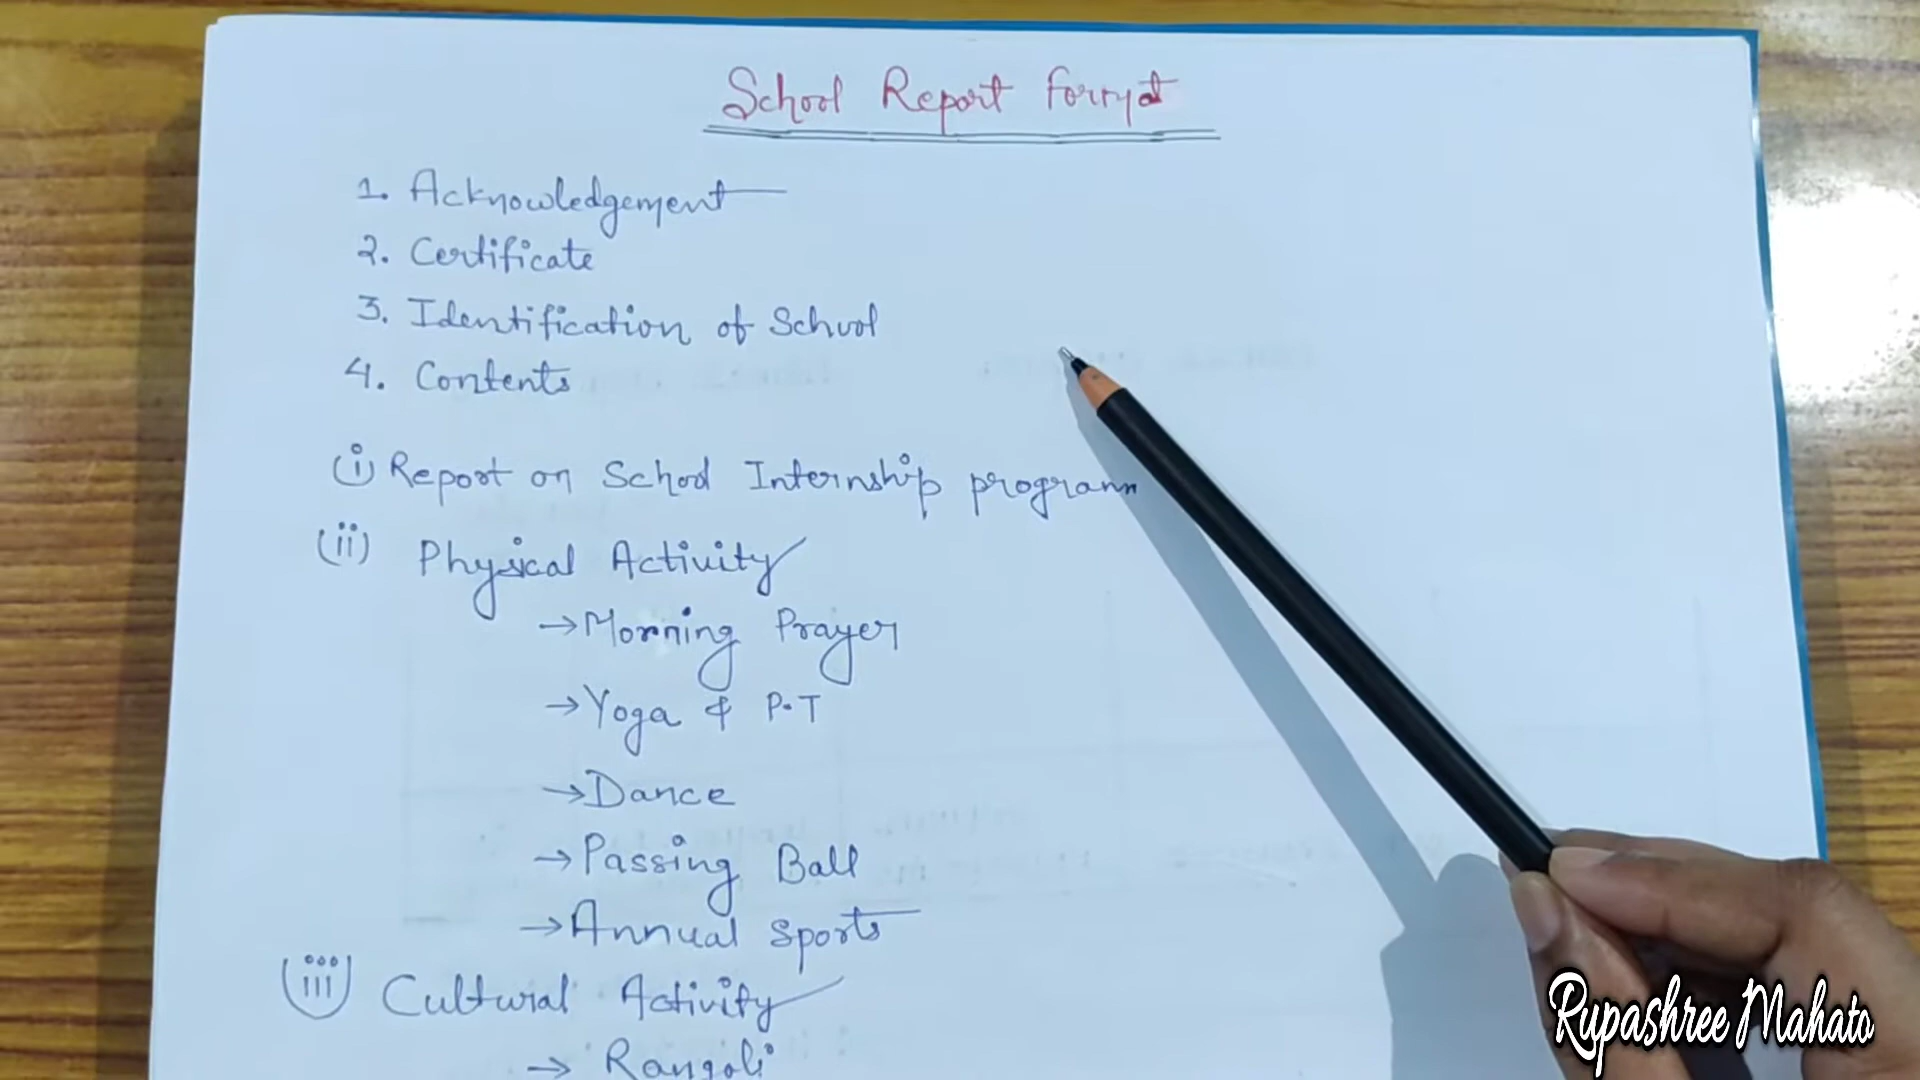 School Report Format
1. Acknowledgement
2. Certificate
3. Identification of School
4. Contents
(i) Report on School Internship programm
(ii) Physical Activity
→ Morning Prayer
→ Yoga & P.T
→ Dance
→ Passing Ball
→ Annual Sports
(iii) Cultural Activity
→ Rangoli
Rupashree Mahato